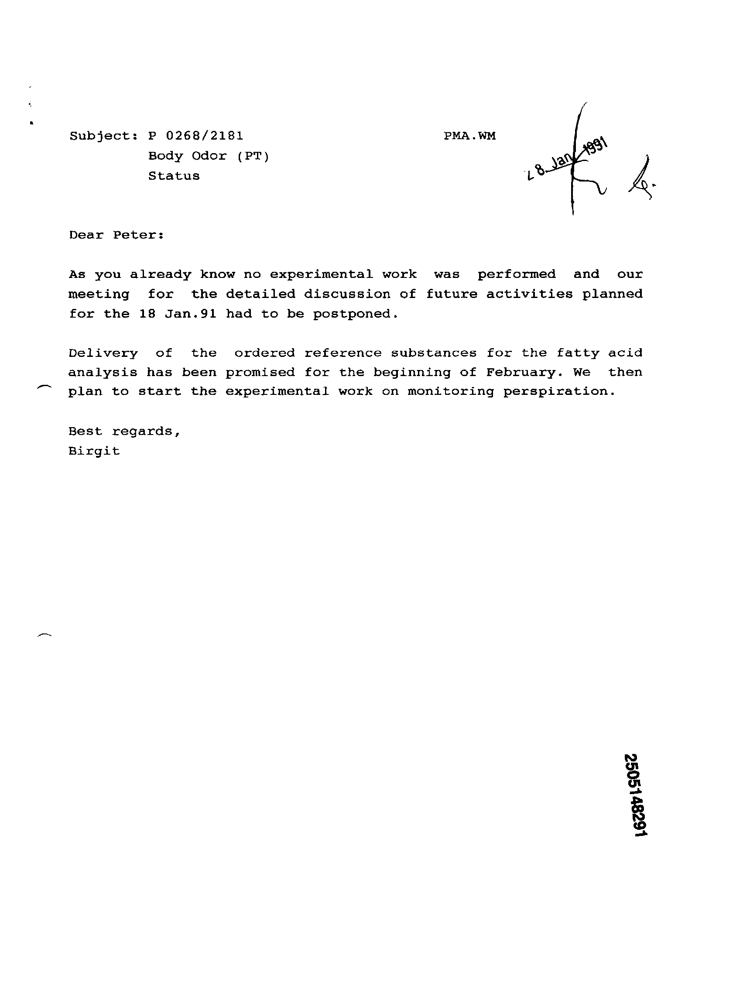 Subject: P 0268/2181 PMA.WM
28 Jan 1991
Body Odor (PT)
Status
Dear Peter:
As you already know no experimental work was performed and our
meeting for the detailed discussion of future activities planned
for the 18 Jan.91 had to be postponed.
Delivery of the ordered reference substances for the fatty acid
analysis has been promised for the beginning of February. We then
plan to start the experimental work on monitoring perspiration.
Best regards,
Birgit
2505148291